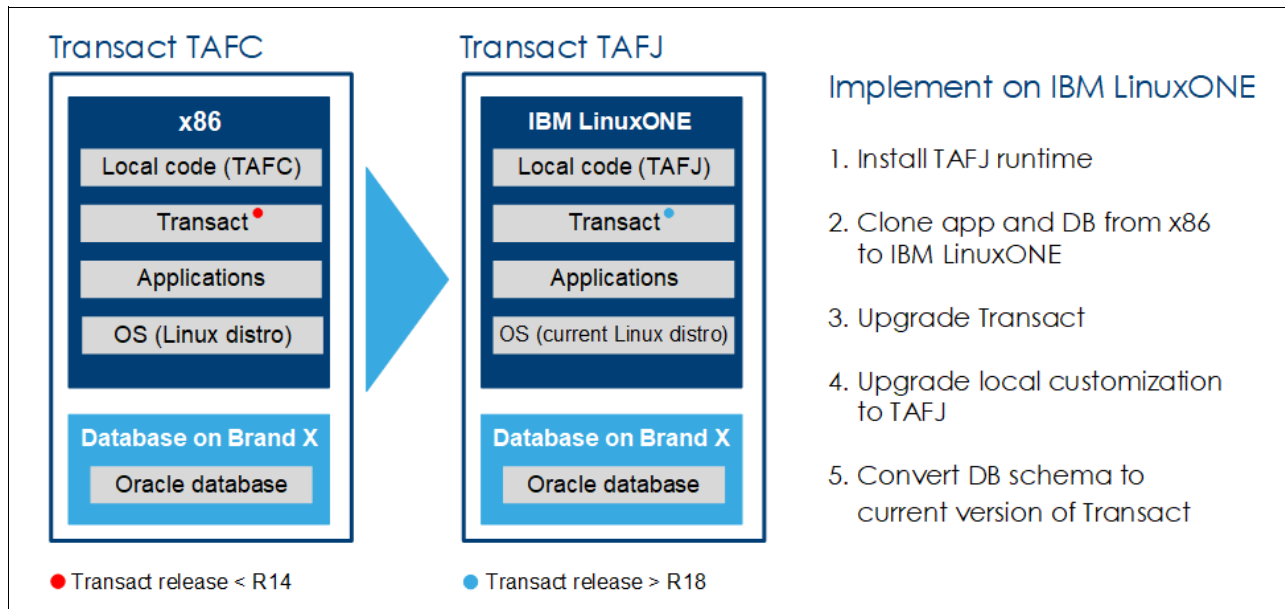 Transact TAFC
x86
Local code (TAFC)
Transact
Applications
OS (Linux distro)
Database on Brand X
Oracle database
Transact release < R14
Transact TAFJ
IBM LinuxONE
Local code (TAFJ)
Transact
Applications
OS (current Linux distro)
Database on Brand X
Oracle database
Transact release > R18
Implement on IBM LinuxONE
1. Install TAFJ runtime
2. Clone app and DB from x86
to IBM LinuxONE
3. Upgrade Transact
4. Upgrade local customization
to TAFJ
5. Convert DB schema to
current version of Transact